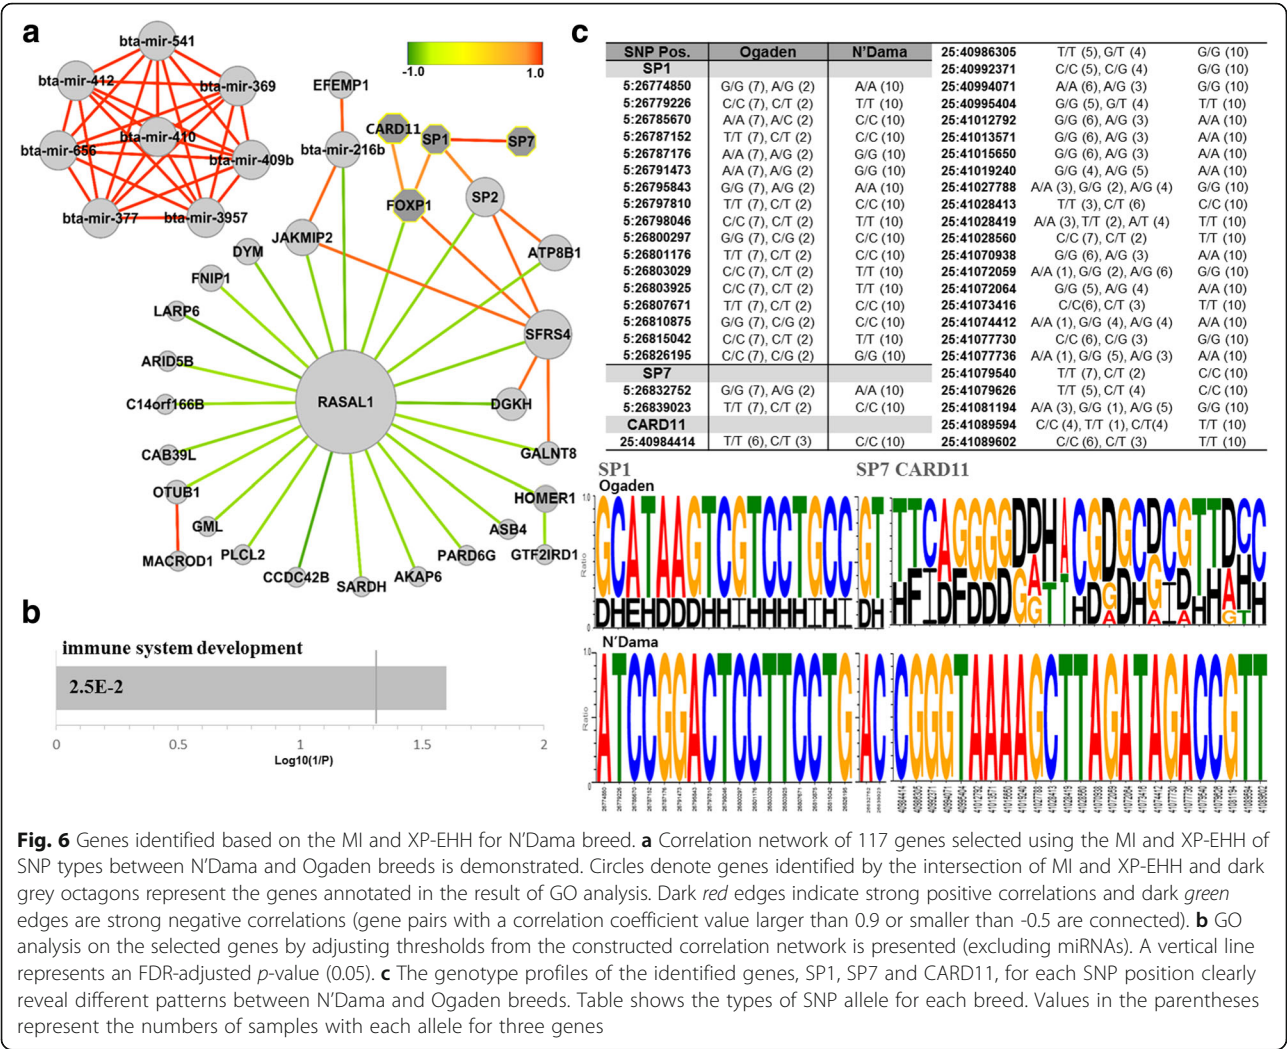 a
bta-mir-541
bta-mir-412
bta-mir-369
bta-mir-410
bta-mir-656
bta-mir-409b
bta-mir-377
bta-mir-3957
-1.0
1.0
EFEMP1
CARD11
SP1
SP7
bta-mir-216b
FOXP1
SP2
JAKMIP2
DYM
ATP8B1
FNIP1
LARP6
SFRS4
ARID5B
RASAL1
C14orf166B
DGKH
CAB39L
GALNT8
OTUB1
HOMER1
GML
ASB4
MACROD1
PLCL2
PARD6G
GTF2IRD1
CCDC42B
SARDH
AKAP6
b
immune system development
2.5E-2
0 0.5 1 1.5 2
Log10(1/P)
c
SNP Pos. Ogaden N'Dama
SP1
5:26774850 G/G (7), A/G (2) A/A (10)
5:26779226 C/C (7), C/T (2) T/T (10)
5:26785670 A/A (7), A/C (2) C/C (10)
5:26787152 T/T (7), C/T (2) C/C (10)
5:26787176 A/A (7), A/G (2) G/G (10)
5:26791473 A/A (7), A/G (2) G/G (10)
5:26795843 G/G (7), A/G (2) A/A (10)
5:26797810 T/T (7), C/T (2) C/C (10)
5:26798046 C/C (7), C/T (2) T/T (10)
5:26800297 G/G (7), C/G (2) C/C (10)
5:26801176 T/T (7), C/T (2) C/C (10)
5:26803029 C/C (7), C/T (2) T/T (10)
5:26803925 C/C (7), C/T (2) T/T (10)
5:26807671 T/T (7), C/T (2) C/C (10)
5:26810875 G/G (7), C/G (2) C/C (10)
5:26815042 C/C (7), C/T (2) T/T (10)
5:26826195 C/C (7), C/G (2) G/G (10)
SP7
5:26832752 G/G (7), A/G (2) A/A (10)
5:26839023 T/T (7), C/T (2) C/C (10)
CARD11
25:40984414 T/T (6), C/T (3) C/C (10)
25:40986305 T/T (5), G/T (4) G/G (10)
25:40992371 C/C (5), C/G (4) G/G (10)
25:40994071 A/A (6), A/G (3) G/G (10)
25:40995404 G/G (5), G/T (4) T/T (10)
25:41012792 G/G (6), A/G (3) A/A (10)
25:41013571 G/G (6), A/G (3) A/A (10)
25:41015650 G/G (6), A/G (3) A/A (10)
25:41019240 G/G (4), A/G (5) A/A (10)
25:41027788 A/A (3), G/G (2), A/G (4) G/G (10)
25:41028413 T/T (3), C/T (6) C/C (10)
25:41028419 A/A (3), T/T (2), A/T (4) T/T (10)
25:41028560 C/C (7), C/T (2) T/T (10)
25:41070938 G/G (6), A/G (3) A/A (10)
25:41072059 A/A (1), G/G (2), A/G (6) G/G (10)
25:41072064 G/G (5), A/G (4) A/A (10)
25:41073416 C/C(6), C/T (3) T/T (10)
25:41074412 A/A (1), G/G (4), A/G (4) A/A (10)
25:41077730 C/C (6), C/G (3) G/G (10)
25:41077736 A/A (1), G/G (5), A/G (3) A/A (10)
25:41079540 T/T (7), C/T (2) C/C (10)
25:41079626 T/T (5), C/T (4) C/C (10)
25:41081194 A/A (3), G/G (1), A/G (5) G/G (10)
25:41089594 C/C (4), T/T (1), C/T(4) T/T (10)
25:41089602 C/C (6), C/T (3) T/T (10)
SP1 SP7 CARD11
Ogaden
Ratio
GCATAAGTCGTCCTGCC GT
DHEHDDDHHIHHHHIHI DH
N'Dama
Ratio
ATCCGGACTCCTTCCTG AC CGGGTAAAAGCTTAGATAGACCGTT
Fig. 6 Genes identified based on the MI and XP-EHH for N'Dama breed. a Correlation network of 117 genes selected using the MI and XP-EHH of
SNP types between N'Dama and Ogaden breeds is demonstrated. Circles denote genes identified by the intersection of MI and XP-EHH and dark
grey octagons represent the genes annotated in the result of GO analysis. Dark red edges indicate strong positive correlations and dark green
edges are strong negative correlations (gene pairs with a correlation coefficient value larger than 0.9 or smaller than -0.5 are connected). b GO
analysis on the selected genes by adjusting thresholds from the constructed correlation network is presented (excluding miRNAs). A vertical line
represents an FDR-adjusted p-value (0.05). c The genotype profiles of the identified genes, SP1, SP7 and CARD11, for each SNP position clearly
reveal different patterns between N'Dama and Ogaden breeds. Table shows the types of SNP allele for each breed. Values in the parentheses
represent the numbers of samples with each allele for three genes